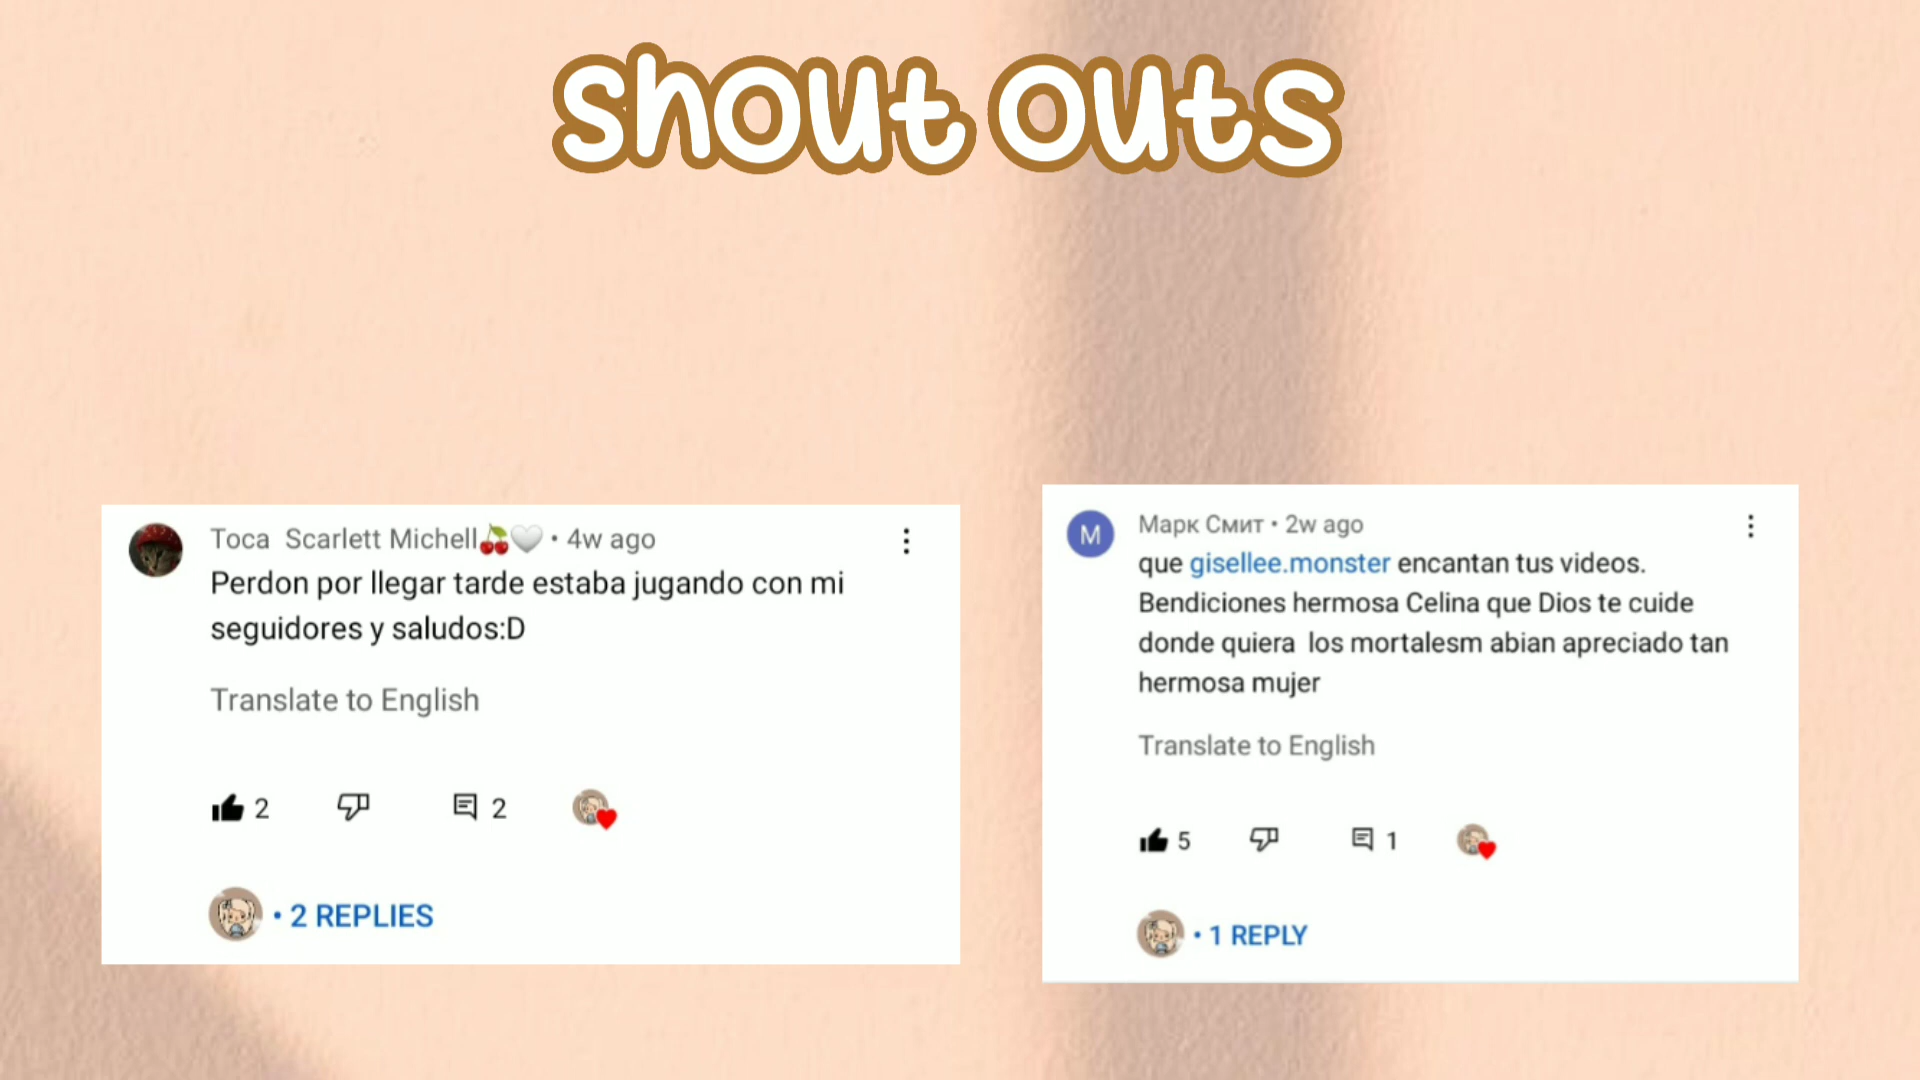 shout outs
Toca Scarlett Michell🍒🤍 • 4w ago
Perdon por llegar tarde estaba jugando con mi
seguidores y saludos:D
Translate to English
2
2
• 2 REPLIES
M
Марк Смит • 2w ago
que gisellee.monster encantan tus videos.
Bendiciones hermosa Celina que Dios te cuide
donde quiera los mortalesm abian apreciado tan
hermosa mujer
Translate to English
5
1
• 1 REPLY